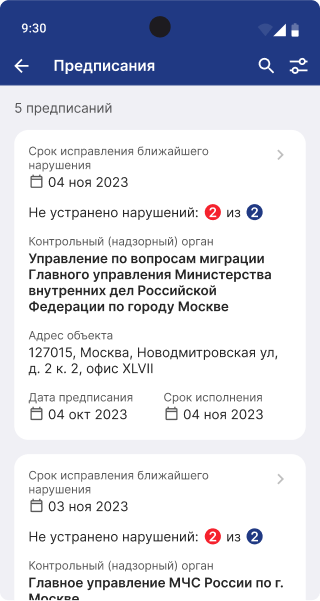 9:30
Предписания
5 предписаний
Срок исправления ближайшего
нарушения
04 ноя 2023
Не устранено нарушений: 2 из 2
Контрольный (надзорный) орган
Управление по вопросам миграции
Главного управления Министерства
внутренних дел Российской
Федерации по городу Москве
Адрес объекта
127015, Москва, Новодмитровская ул,
д. 2 к. 2, офис XLVII
Дата предписания Срок исполнения
04 окт 2023 04 ноя 2023
Срок исправления ближайшего
нарушения
03 ноя 2023
Не устранено нарушений: 2 из 2
Контрольный (надзорный) орган
Главное управление МЧС России по г.
Москве